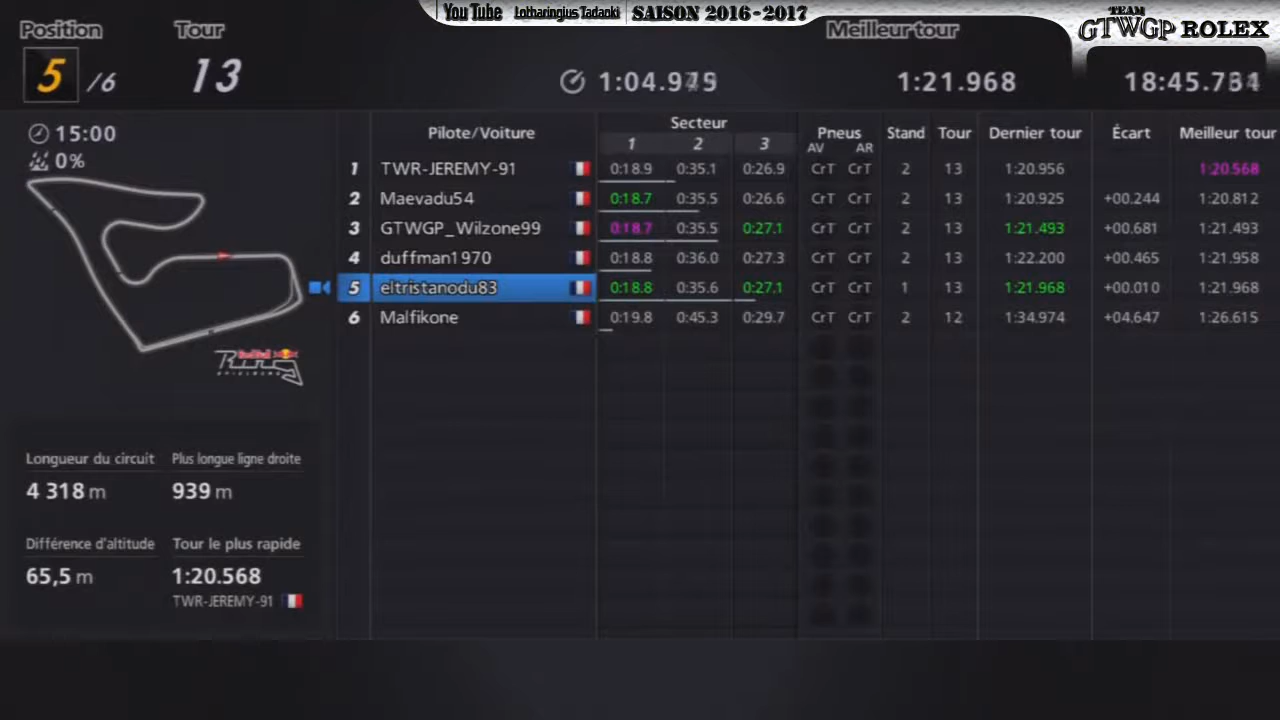 You Tube Lotharingius Tadaoki SAISON 2016 - 2017
TEAM
GTWGP ROLEX
Position Tour Meilleur tour
5 /6 13 1:21.968
15:00
0%
Red Bull
Ring
SPIELBERG
Longueur du circuit Plus longue ligne droite
4 318 m 939 m
Différence d'altitude Tour le plus rapide
65,5 m 1:20.568
TWR-JEREMY-91
Secteur
Pilote/Voiture 1 2 3 Pneus Stand Tour Dernier tour Écart Meilleur tour
AV AR
1 TWR-JEREMY-91 0:18.9 0:35.1 0:26.9 CrT CrT 2 13 1:20.956 1:20.568
2 Maevadu54 0:18.7 0:35.5 0:26.6 CrT CrT 2 13 1:20.925 +00.244 1:20.812
3 GTWGP_Wilzone99 0:18.7 0:35.5 0:27.1 CrT CrT 2 13 1:21.493 +00.681 1:21.493
4 duffman1970 0:18.8 0:36.0 0:27.3 CrT CrT 2 13 1:22.200 +00.465 1:21.958
5 eltristanodu83 0:18.8 0:35.6 0:27.1 CrT CrT 1 13 1:21.968 +00.010 1:21.968
6 Malfikone 0:19.8 0:45.3 0:29.7 CrT CrT 2 12 1:34.974 +04.647 1:26.615